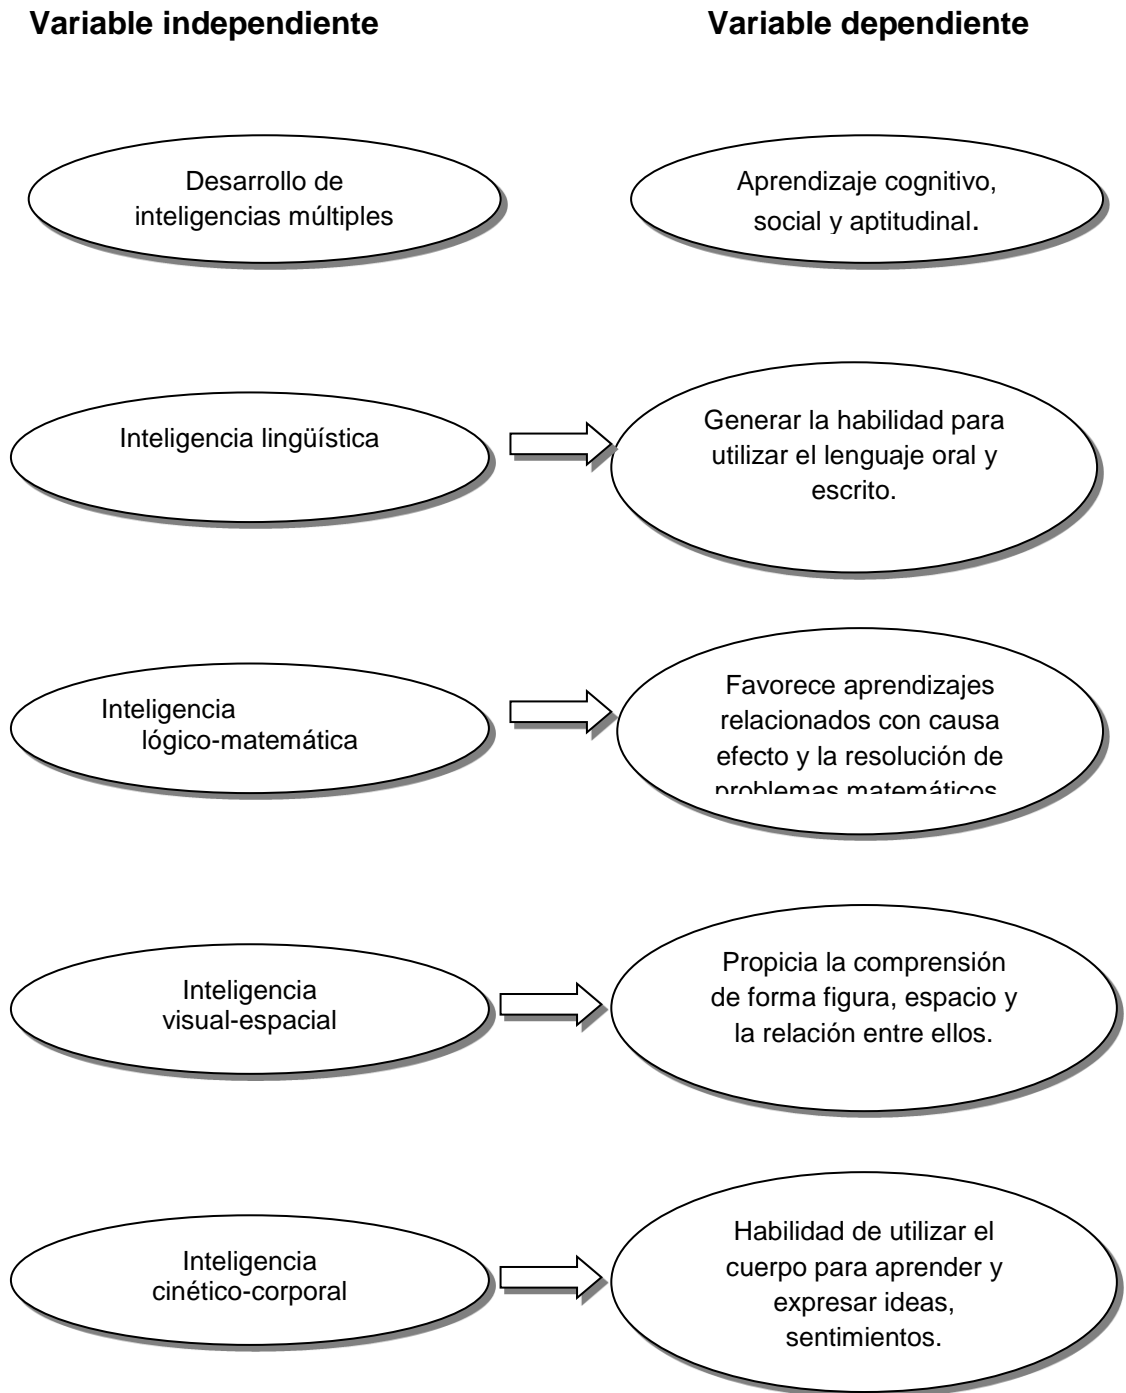 Variable independiente
Variable dependiente
Desarrollo de
inteligencias múltiples
Aprendizaje cognitivo,
social y aptitudinal.
Inteligencia lingüística
Generar la habilidad para
utilizar el lenguaje oral y
escrito.
Inteligencia
lógico-matemática
Favorece aprendizajes
relacionados con causa
efecto y la resolución de
problemas matemáticos.
Inteligencia
visual-espacial
Propicia la comprensión
de forma figura, espacio y
la relación entre ellos.
Inteligencia
cinético-corporal
Habilidad de utilizar el
cuerpo para aprender y
expresar ideas,
sentimientos.